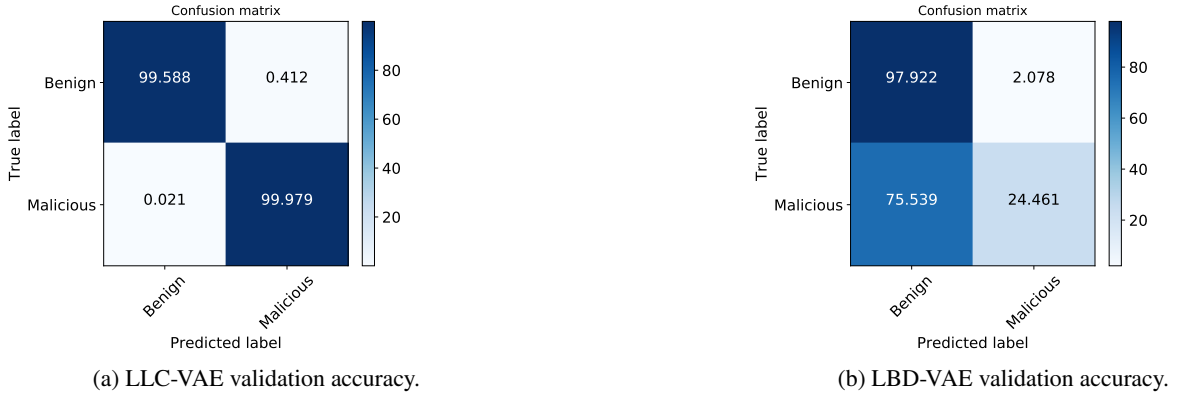 Confusion matrix
99.588
0.412
0.021
99.979
Benign
Malicious
True label
Benign
Malicious
Predicted label
80
60
40
20
(a) LLC-VAE validation accuracy.
Confusion matrix
97.922
2.078
75.539
24.461
Benign
Malicious
True label
Benign
Malicious
Predicted label
80
60
40
20
(b) LBD-VAE validation accuracy.